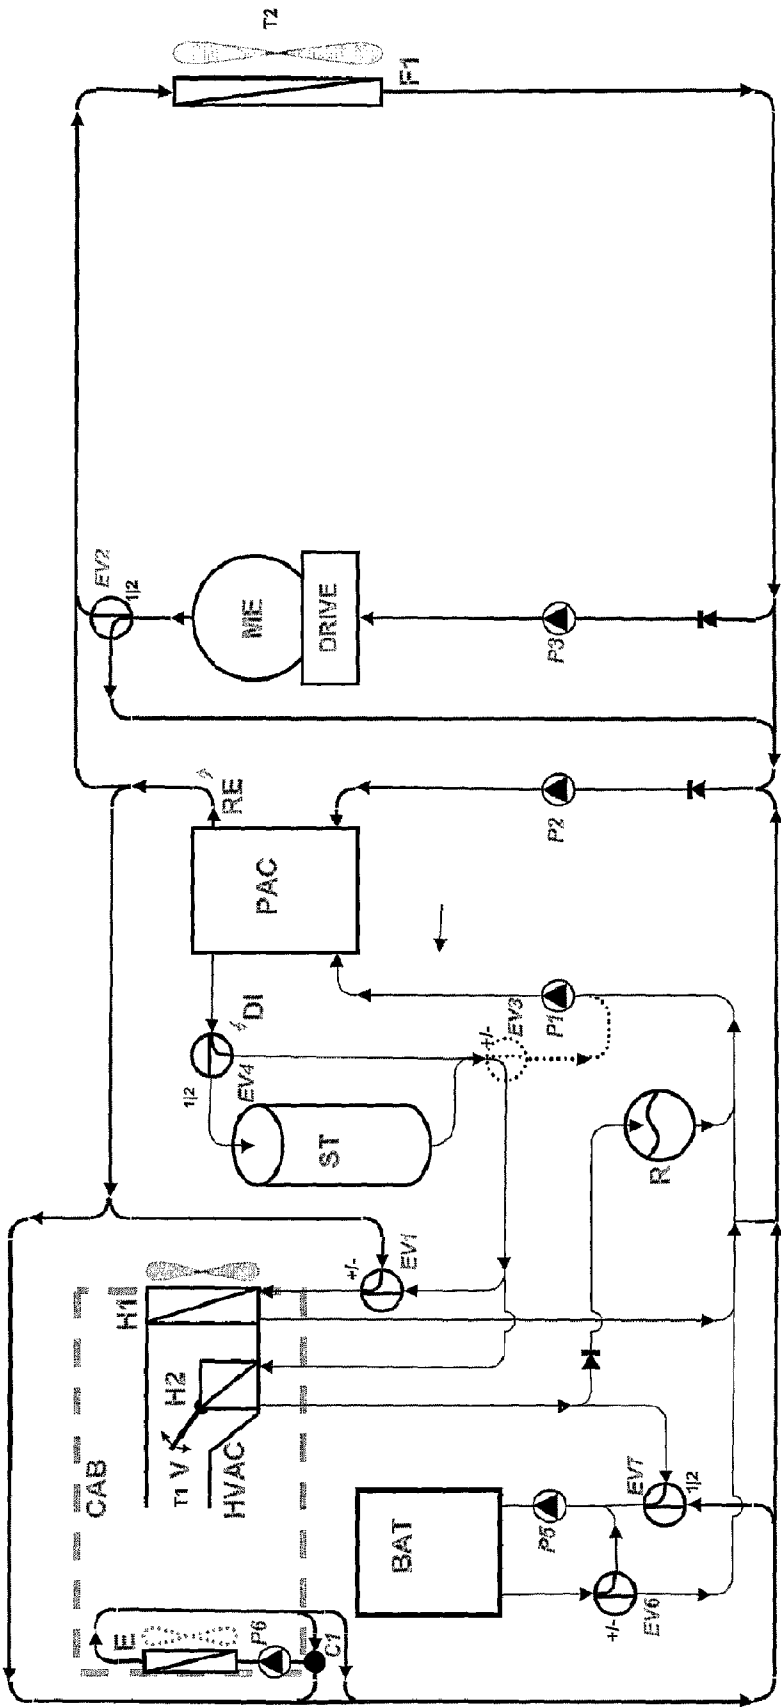 T2
F1
EV2
1|2
ME
DRIVE
P3
RE
PAC
P2
DI
EV4
1|2
ST
+/-
EV3
P1
R
+/-
EV1
H1
H2
V
T1
HVAC
CAB
BAT
P5
EV7
1|2
+/-
EV6
E
P6
C1